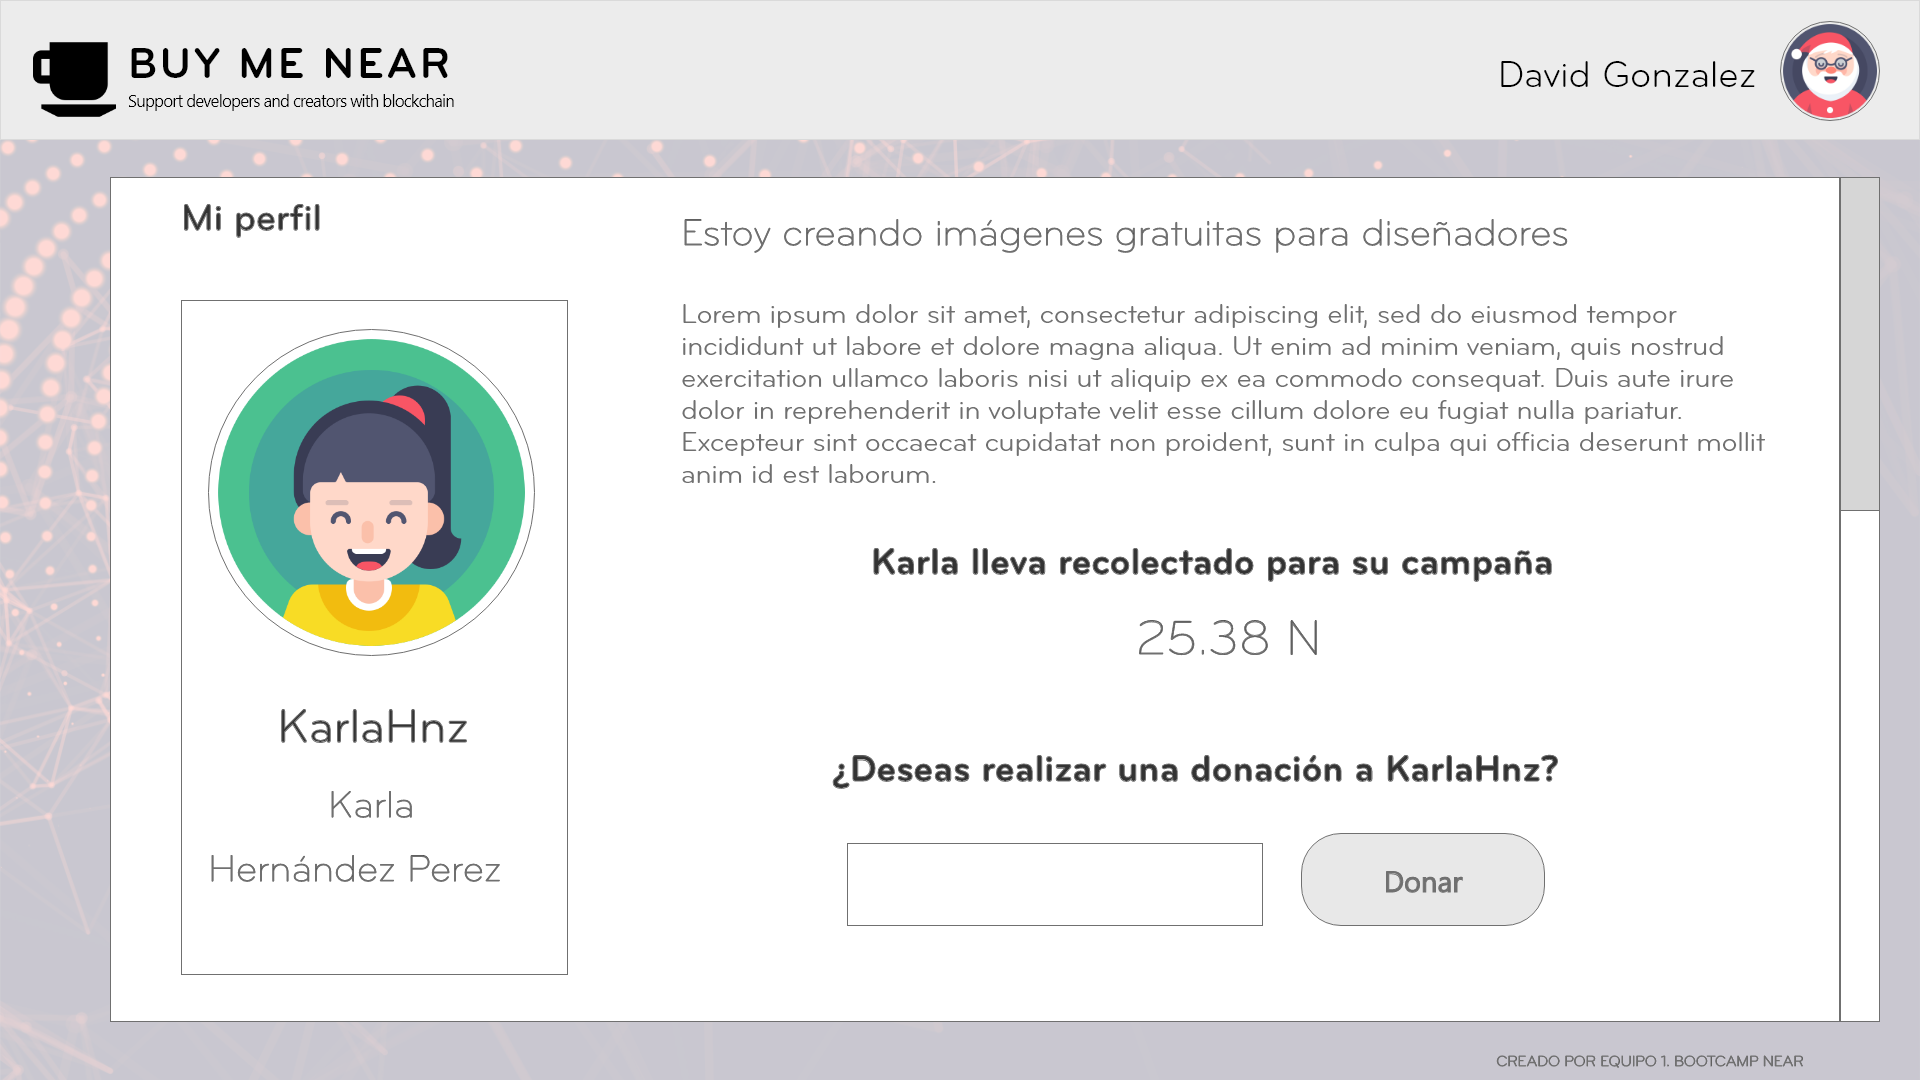 BUY ME NEAR
Support developers and creators with blockchain
David Gonzalez
Mi perfil
KarlaHnz
Karla
Hernández Perez
Estoy creando imágenes gratuitas para diseñadores
Lorem ipsum dolor sit amet, consectetur adipiscing elit, sed do eiusmod tempor
incididunt ut labore et dolore magna aliqua. Ut enim ad minim veniam, quis nostrud
exercitation ullamco laboris nisi ut aliquip ex ea commodo consequat. Duis aute irure
dolor in reprehenderit in voluptate velit esse cillum dolore eu fugiat nulla pariatur.
Excepteur sint occaecat cupidatat non proident, sunt in culpa qui officia deserunt mollit
anim id est laborum.
Karla lleva recolectado para su campaña
25.38 N
¿Deseas realizar una donación a KarlaHnz?
Donar
CREADO POR EQUIPO 1. BOOTCAMP NEAR